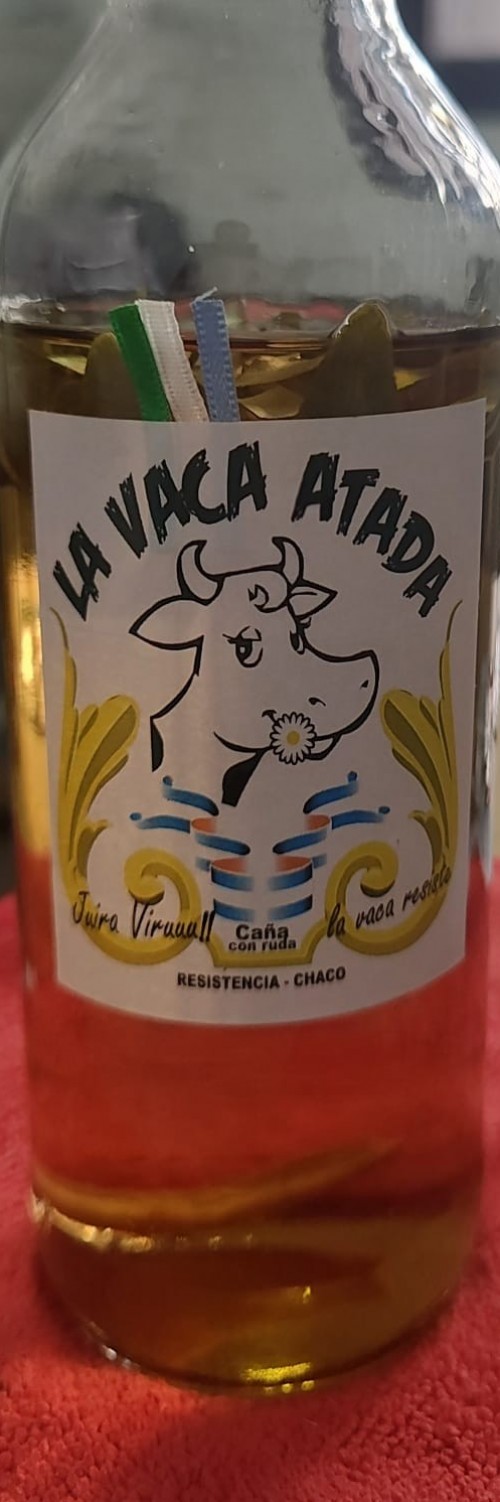 LA VACA ATADA
Juira Viruuu!!
Caña
con ruda
la vaca resiste
RESISTENCIA - CHACO